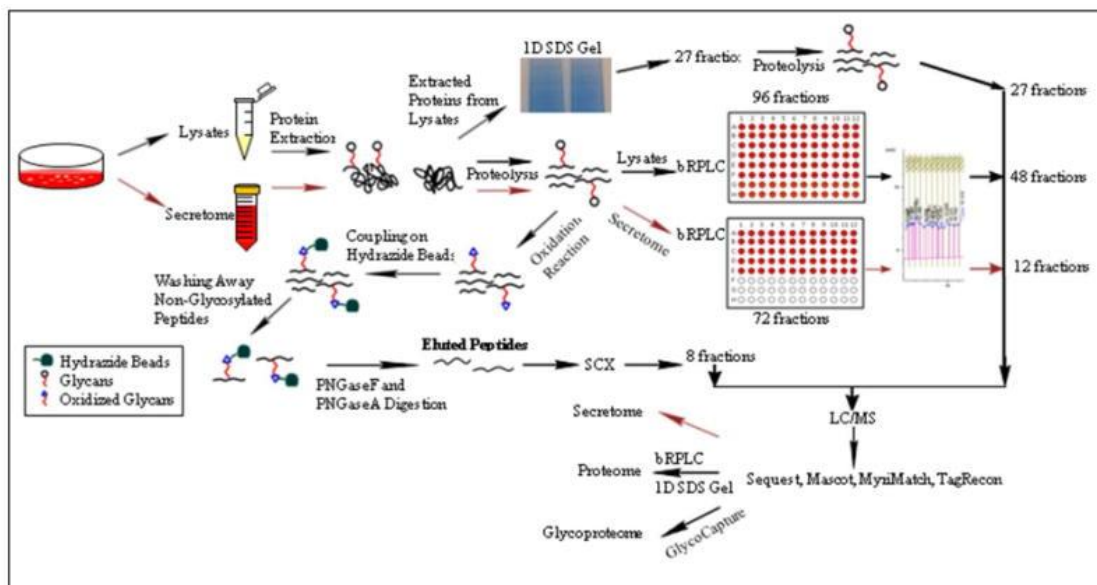 1D SDS Gel
27 fractio:
Proteolysis
27 fractions
Extracted
Proteins from
Lysates
96 fractions
Lysates
Protein
Extraction
Proteolysis
Lysates
bRPLC
48 fractions
Secretome
Oxidation
Reaction
Secretome
bRPLC
12 fractions
72 fractions
Coupling on
Hydrazide Beads
Washing Away
Non-Glycosylated
Peptides
Hydrazide Beads
Glycans
Oxidized Glycans
PNGaseF and
PNGaseA Digestion
Eluted Peptides
SCX
8 fractions
LC/MS
Sequest, Mascot, MyriMatch, TagRecon
Secretome
Proteome
bRPLC
1D SDS Gel
Glycoproteome
GlycoCapture